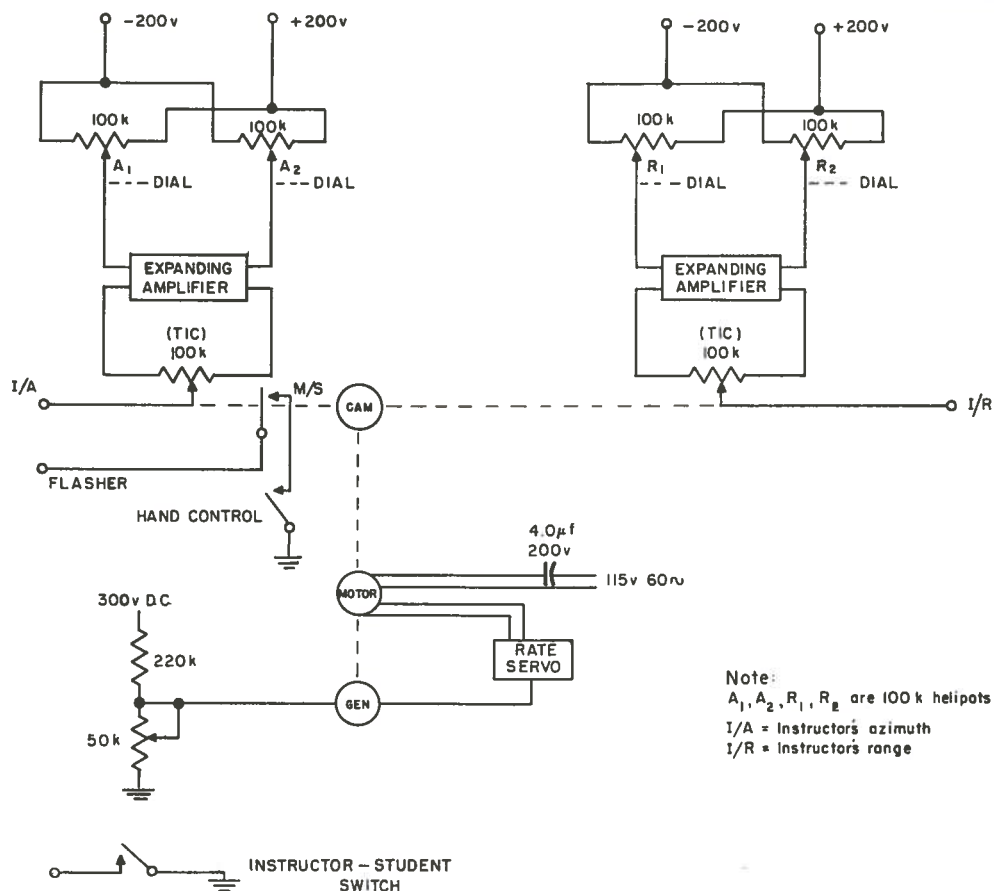 -200v
+200v
-200v
+200v
100k
100k
100k
100k
A1
A2
R1
R2
DIAL
DIAL
DIAL
DIAL
EXPANDING
AMPLIFIER
EXPANDING
AMPLIFIER
(TIC)
100k
(TIC)
100k
I/A
M/S
CAM
I/R
FLASHER
HAND CONTROL
4.0μf
200v
115v 60~
MOTOR
300v D.C.
RATE
SERVO
220k
GEN
50k
Note:
A1, A2, R1, R2 are 100k helipots
I/A = Instructor's azimuth
I/R = Instructor's range
INSTRUCTOR - STUDENT
SWITCH